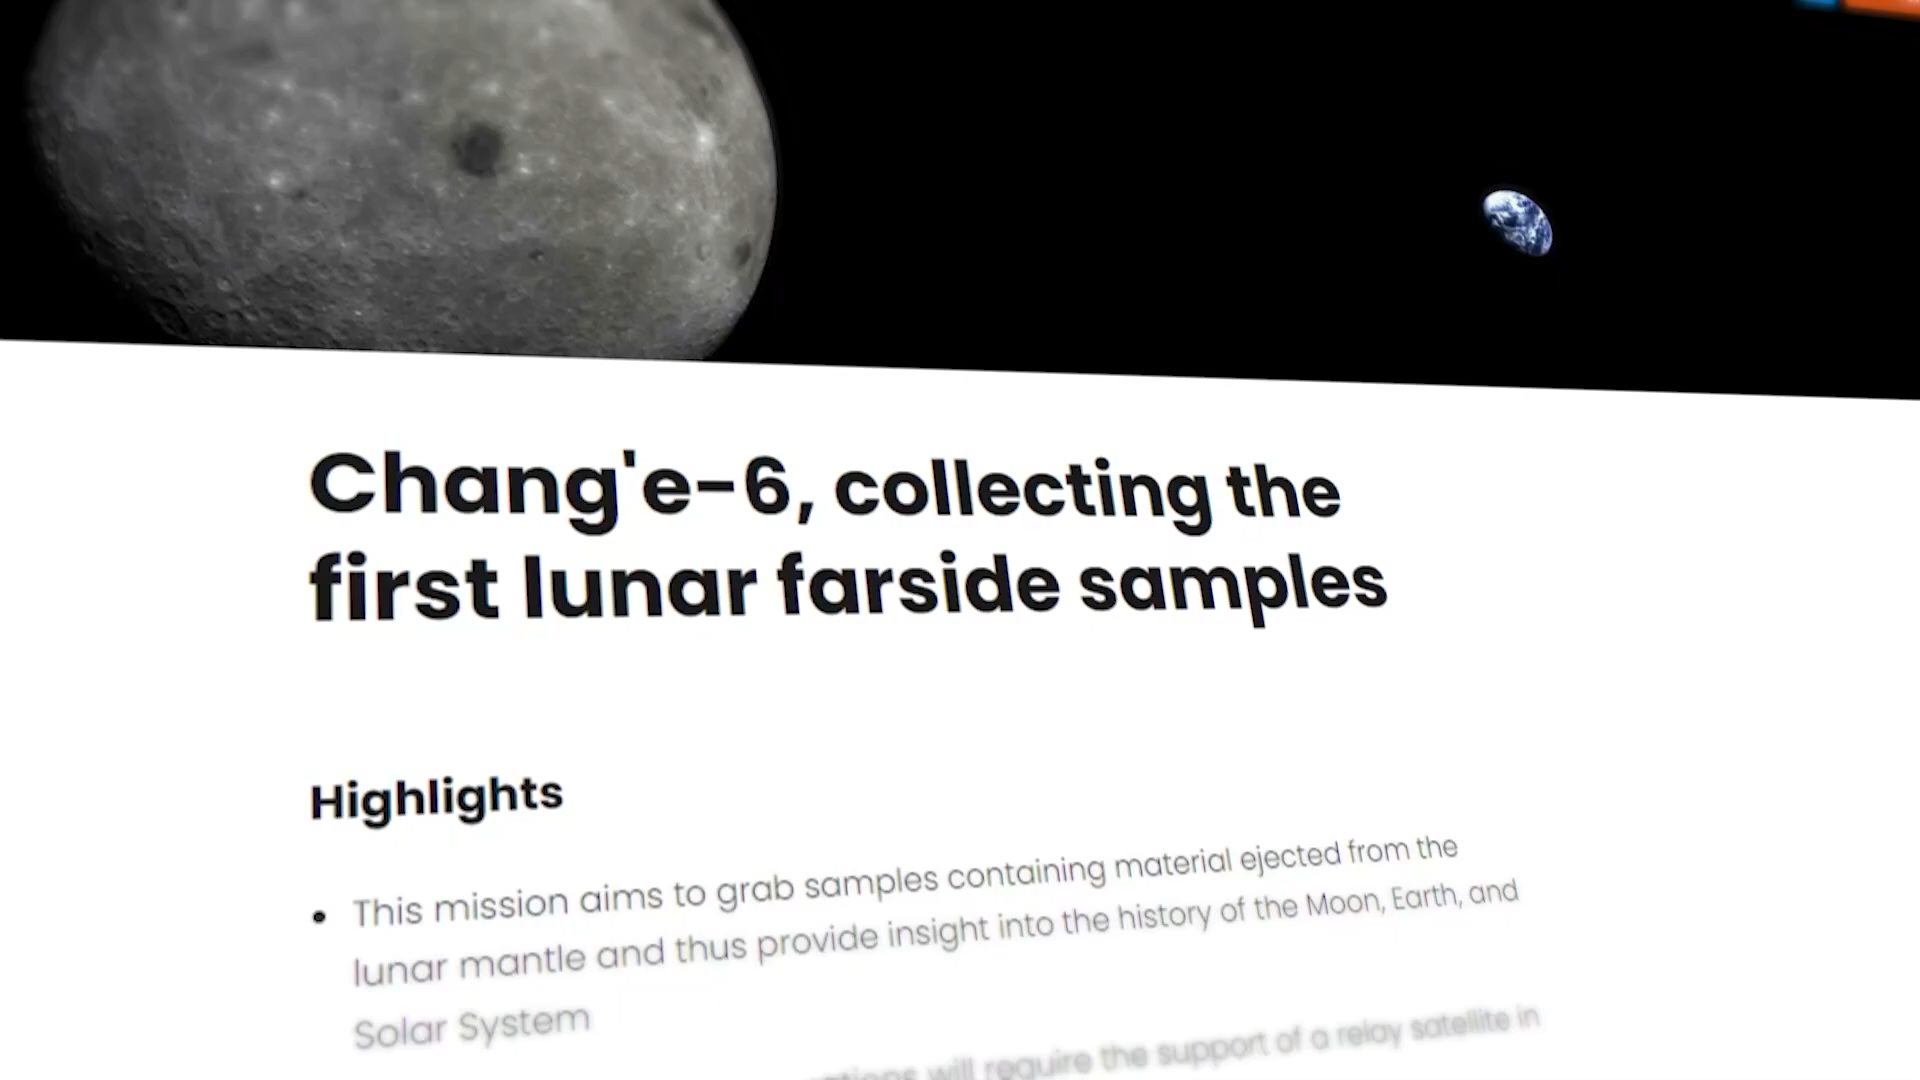 Chang'e-6, collecting the
first lunar farside samples
Highlights
• This mission aims to grab samples containing material ejected from the
lunar mantle and thus provide insight into the history of the Moon, Earth, and
Solar System
will require the support of a relay satellite in